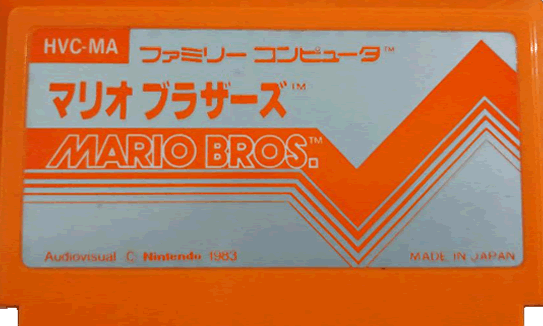 HVC-MA ファミリー コンピュータ™
マリオ ブラザーズ™
MARIO BROS.™
Audiovisual © Nintendo 1983 MADE IN JAPAN